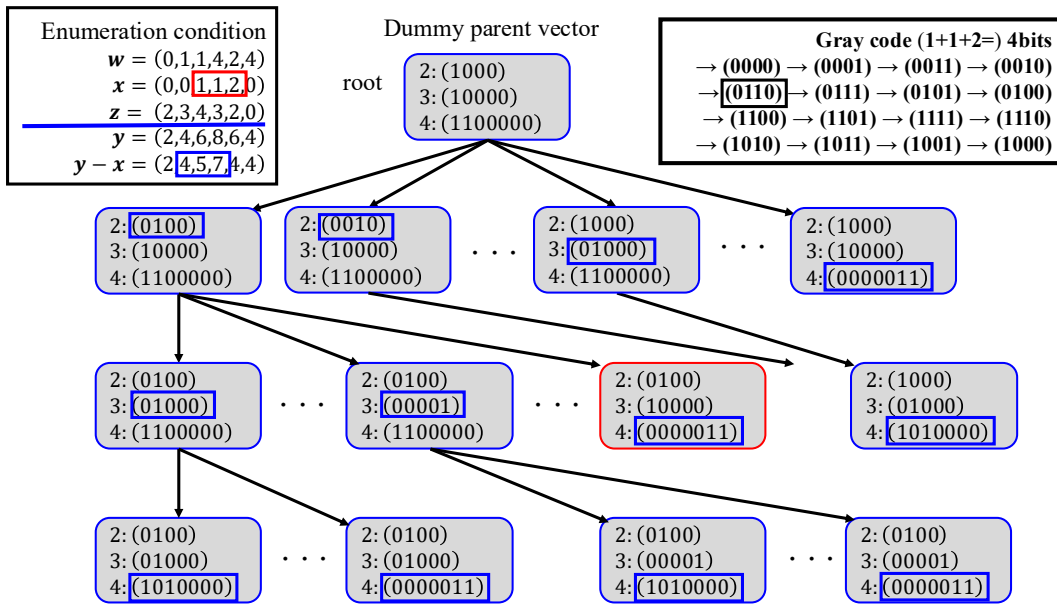 Enumeration condition
w = (0,1,1,4,2,4)
x = (0,0,1,1,2,0)
z = (2,3,4,3,2,0)
y = (2,4,6,8,6,4)
y − x = (2,4,5,7,4,4)
Dummy parent vector
root
2: (1000)
3: (10000)
4: (1100000)
Gray code (1+1+2=) 4bits
→ (0000) → (0001) → (0011) → (0010)
→ (0110) → (0111) → (0101) → (0100)
→ (1100) → (1101) → (1111) → (1110)
→ (1010) → (1011) → (1001) → (1000)
2: (0100)
3: (10000)
4: (1100000)
2: (0010)
3: (10000)
4: (1100000)
· · ·
2: (1000)
3: (01000)
4: (1100000)
· · ·
2: (1000)
3: (10000)
4: (0000011)
2: (0100)
3: (01000)
4: (1100000)
· · ·
2: (0100)
3: (00001)
4: (1100000)
· · ·
2: (0100)
3: (10000)
4: (0000011)
2: (1000)
3: (01000)
4: (1010000)
2: (0100)
3: (01000)
4: (1010000)
· · ·
2: (0100)
3: (01000)
4: (0000011)
2: (0100)
3: (00001)
4: (1010000)
· · ·
2: (0100)
3: (00001)
4: (0000011)